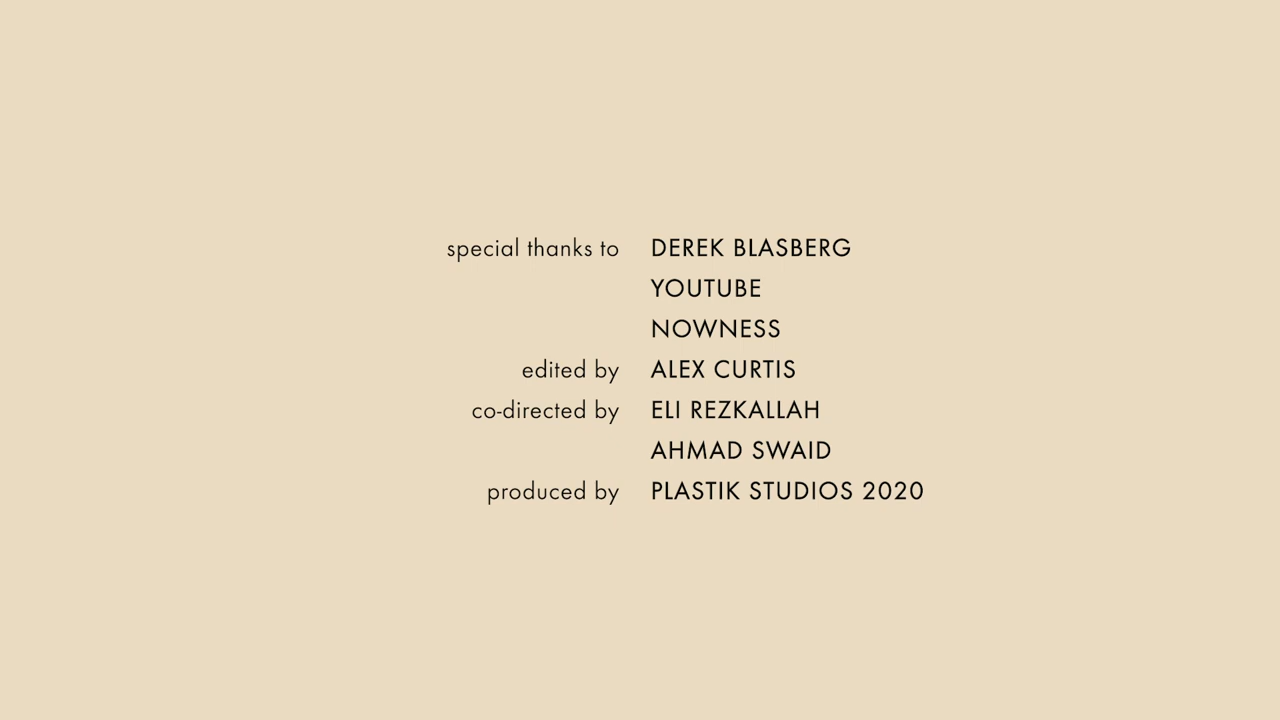 special thanks to DEREK BLASBERG
YOUTUBE
NOWNESS
edited by ALEX CURTIS
co-directed by ELI REZKALLAH
AHMAD SWAID
produced by PLASTIK STUDIOS 2020